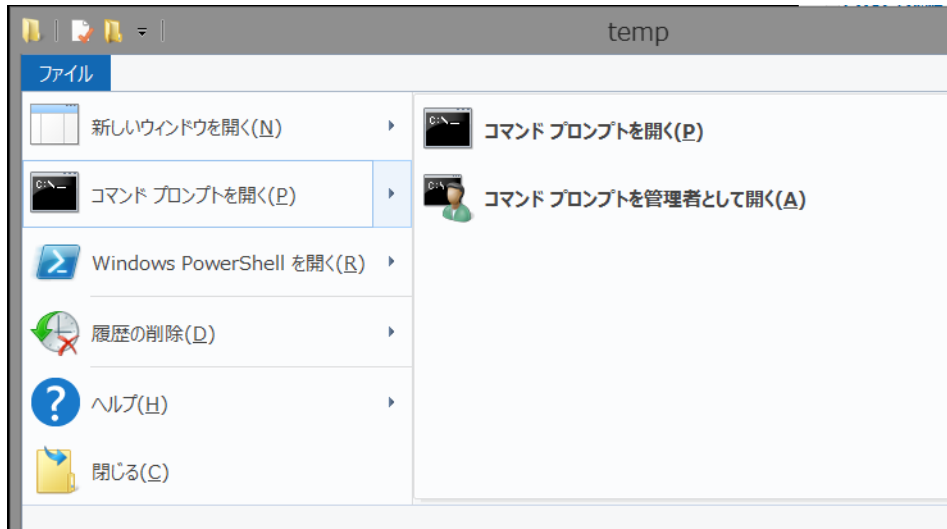 temp
ファイル
新しいウィンドウを開く(N)
コマンド プロンプトを開く(P)
Windows PowerShell を開く(R)
履歴の削除(D)
ヘルプ(H)
閉じる(C)
コマンド プロンプトを開く(P)
コマンド プロンプトを管理者として開く(A)